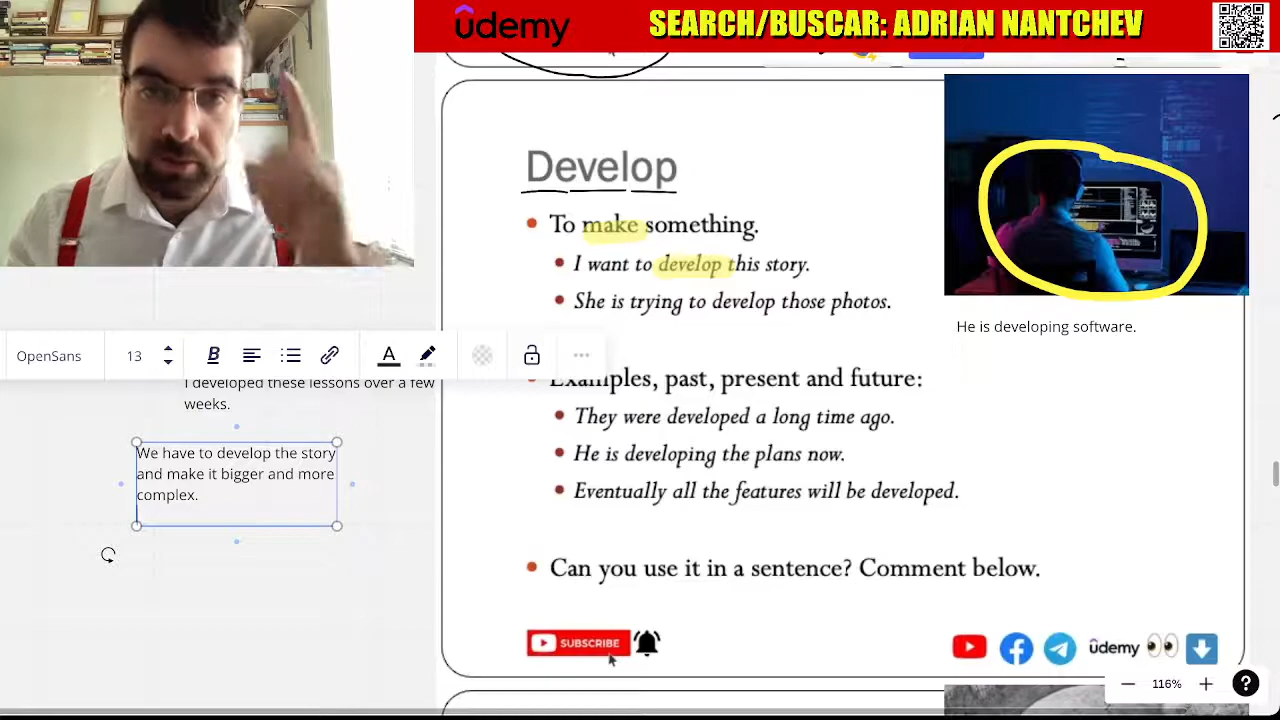 udemy
SEARCH/BUSCAR: ADRIAN NANTCHEV
Develop
To make something.
I want to develop this story.
She is trying to develop those photos.
He is developing software.
OpenSans
13
B
A
I developed these lessons over a few
weeks.
We have to develop the story
and make it bigger and more
complex.
Examples, past, present and future:
They were developed a long time ago.
He is developing the plans now.
Eventually all the features will be developed.
Can you use it in a sentence? Comment below.
SUBSCRIBE
udemy
116%
?